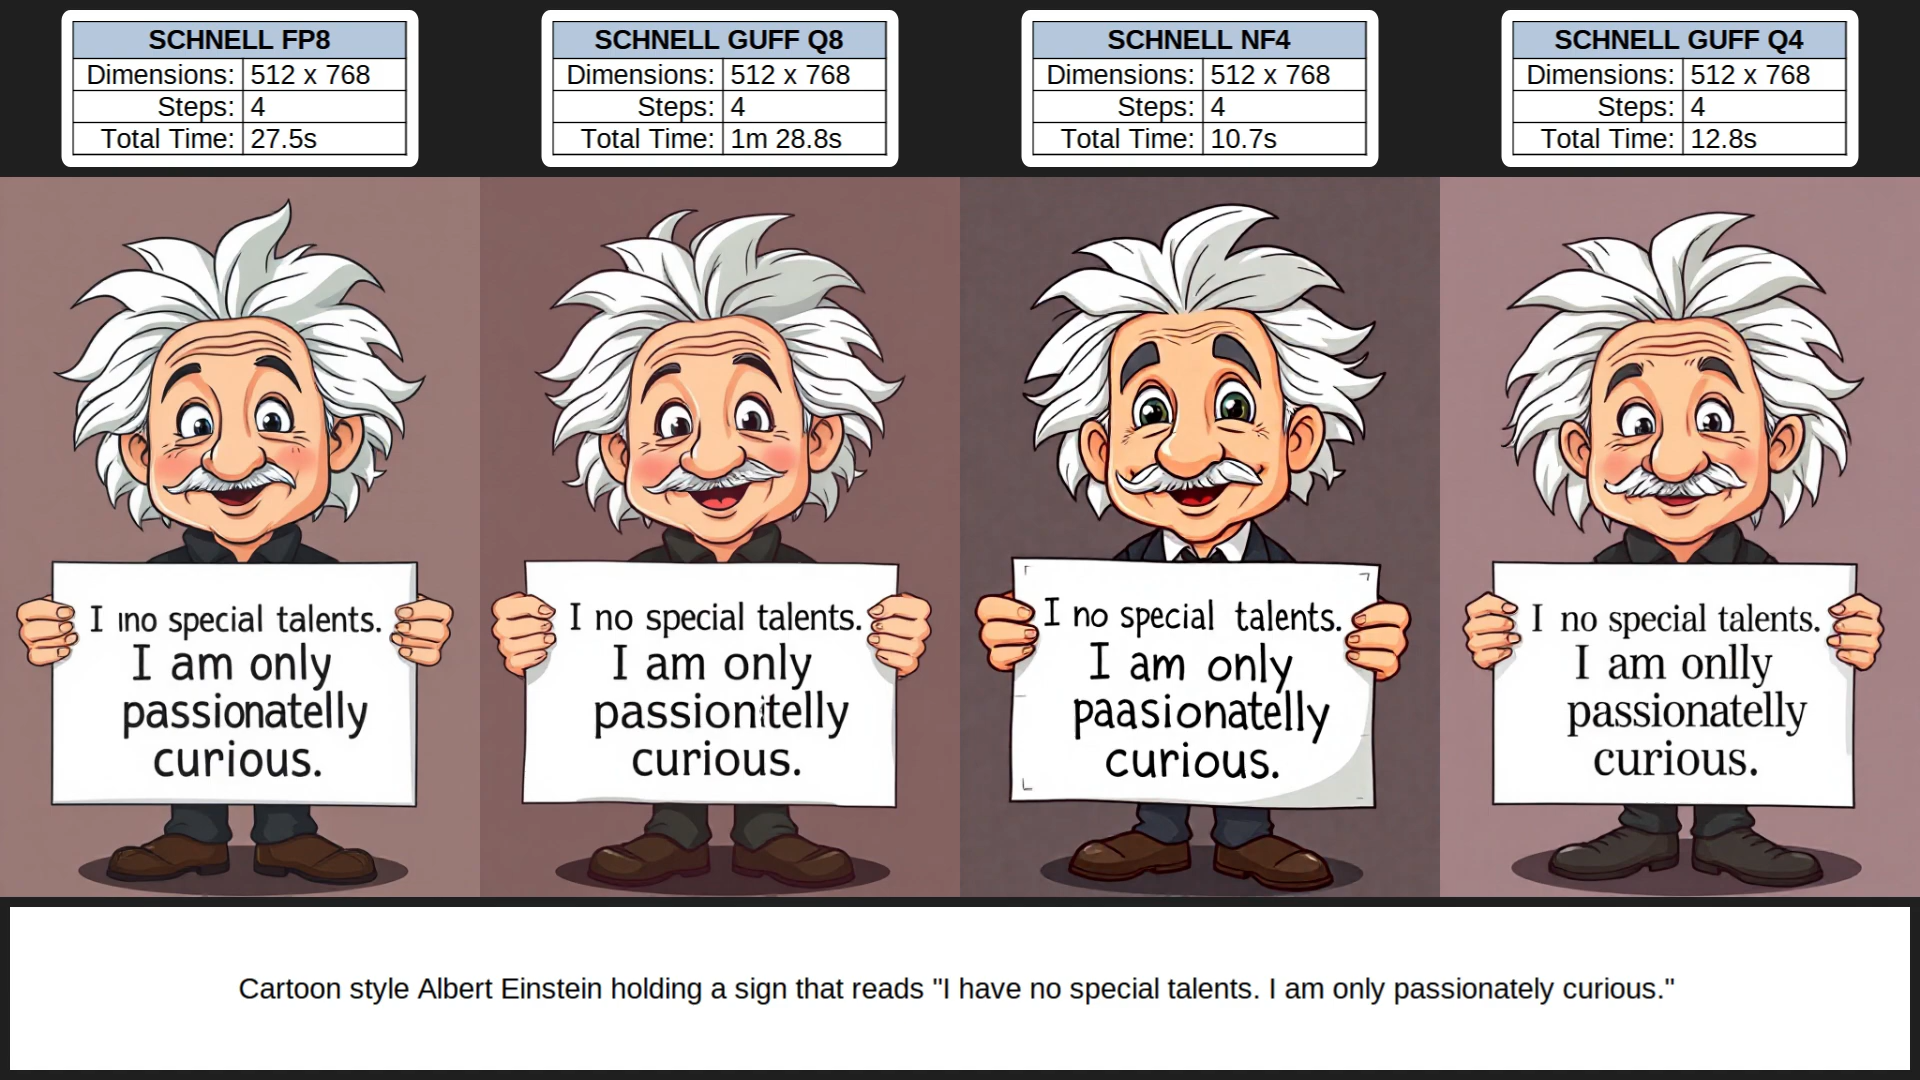 SCHNELL FP8
Dimensions: 512 x 768
Steps: 4
Total Time: 27.5s
SCHNELL GUFF Q8
Dimensions: 512 x 768
Steps: 4
Total Time: 1m 28.8s
SCHNELL NF4
Dimensions: 512 x 768
Steps: 4
Total Time: 10.7s
SCHNELL GUFF Q4
Dimensions: 512 x 768
Steps: 4
Total Time: 12.8s
I ıno special talents.
I am only
passionatelly
curious.
I no special talents.
I am only
passionitelly
curious.
I no special talents.
I am only
paasionatelly
curious.
I no special talents.
I am onlly
passionatelly
curious.
Cartoon style Albert Einstein holding a sign that reads "I have no special talents. I am only passionately curious."